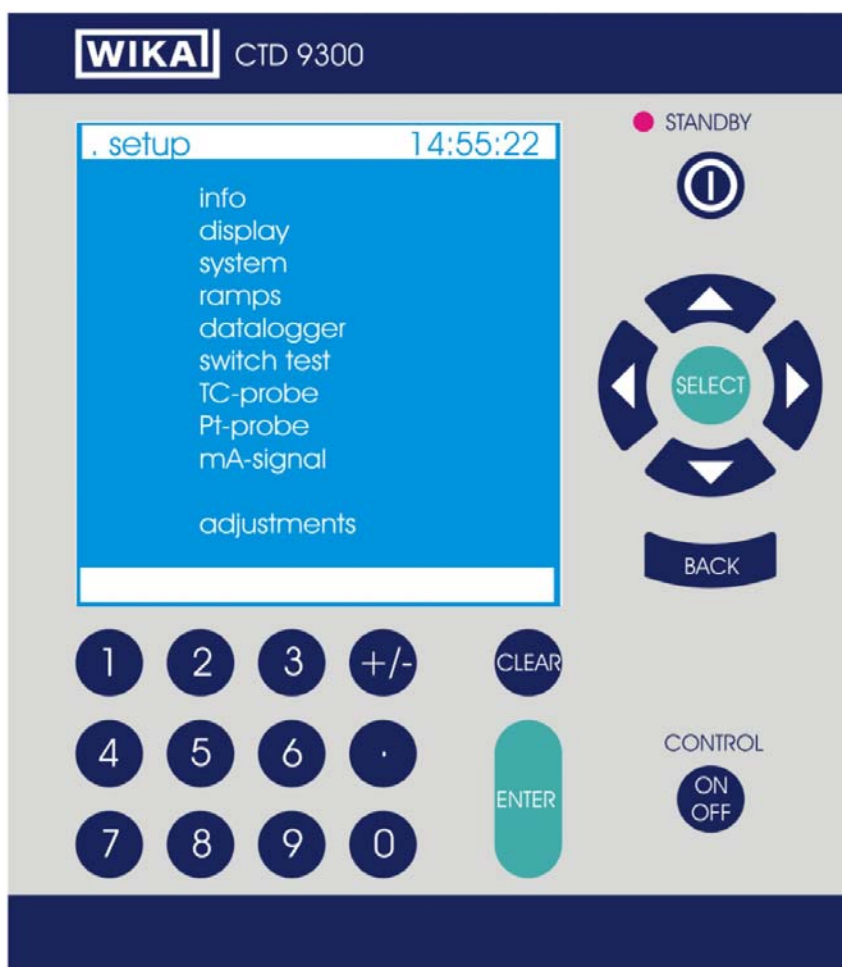 WIKA CTD 9300
STANDBY
. setup 14:55:22
info
display
system
ramps
datalogger
switch test
TC-probe
Pt-probe
mA-signal
adjustments
SELECT
BACK
1 2 3 +/- CLEAR
4 5 6 .
ENTER
7 8 9 0
CONTROL
ON
OFF